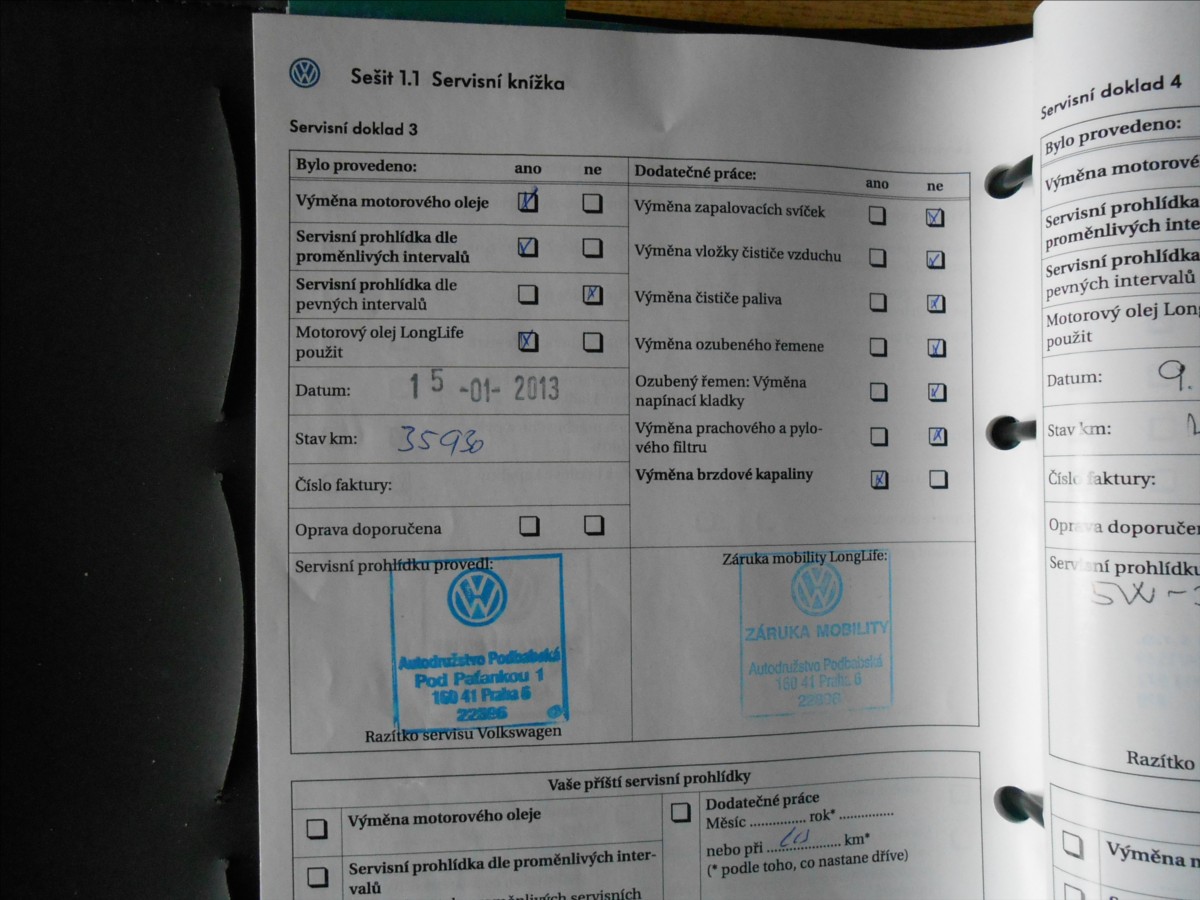 Sešit 1.1 Servisní knížka
Servisní doklad 3
Bylo provedeno: ano ne
Výměna motorového oleje
Servisní prohlídka dle
proměnlivých intervalů
Servisní prohlídka dle
pevných intervalů
Motorový olej LongLife
použit
Datum: 15 -01- 2013
Stav km: 35930
Číslo faktury:
Oprava doporučena
Servisní prohlídku provedl:
Autodružstvo Podbabská
Pod Paťankou 1
160 41 Praha 6
22896
Razítko servisu Volkswagen
Dodatečné práce: ano ne
Výměna zapalovacích svíček
Výměna vložky čističe vzduchu
Výměna čističe paliva
Výměna ozubeného řemene
Ozubený řemen: Výměna
napínací kladky
Výměna prachového a pylo-
vého filtru
Výměna brzdové kapaliny
Záruka mobility LongLife:
ZÁRUKA MOBILITY
Autodružstvo Podbabská
160 41 Praha 6
22896
Vaše příští servisní prohlídky
Výměna motorového oleje
Servisní prohlídka dle proměnlivých inter-
valů
Dodatečné práce
Měsíc .............. rok* ..............
nebo při .................... km*
(* podle toho, co nastane dříve)
Servisní doklad 4
Bylo provedeno:
Výměna motorové
Servisní prohlídka
proměnlivých inte
Servisní prohlídka
pevných intervalů
Motorový olej Long
použit
Datum: 9.
Stav km:
Číslo faktury:
Oprava doporučen
Servisní prohlídku
SW-
Razítko
Výměna m